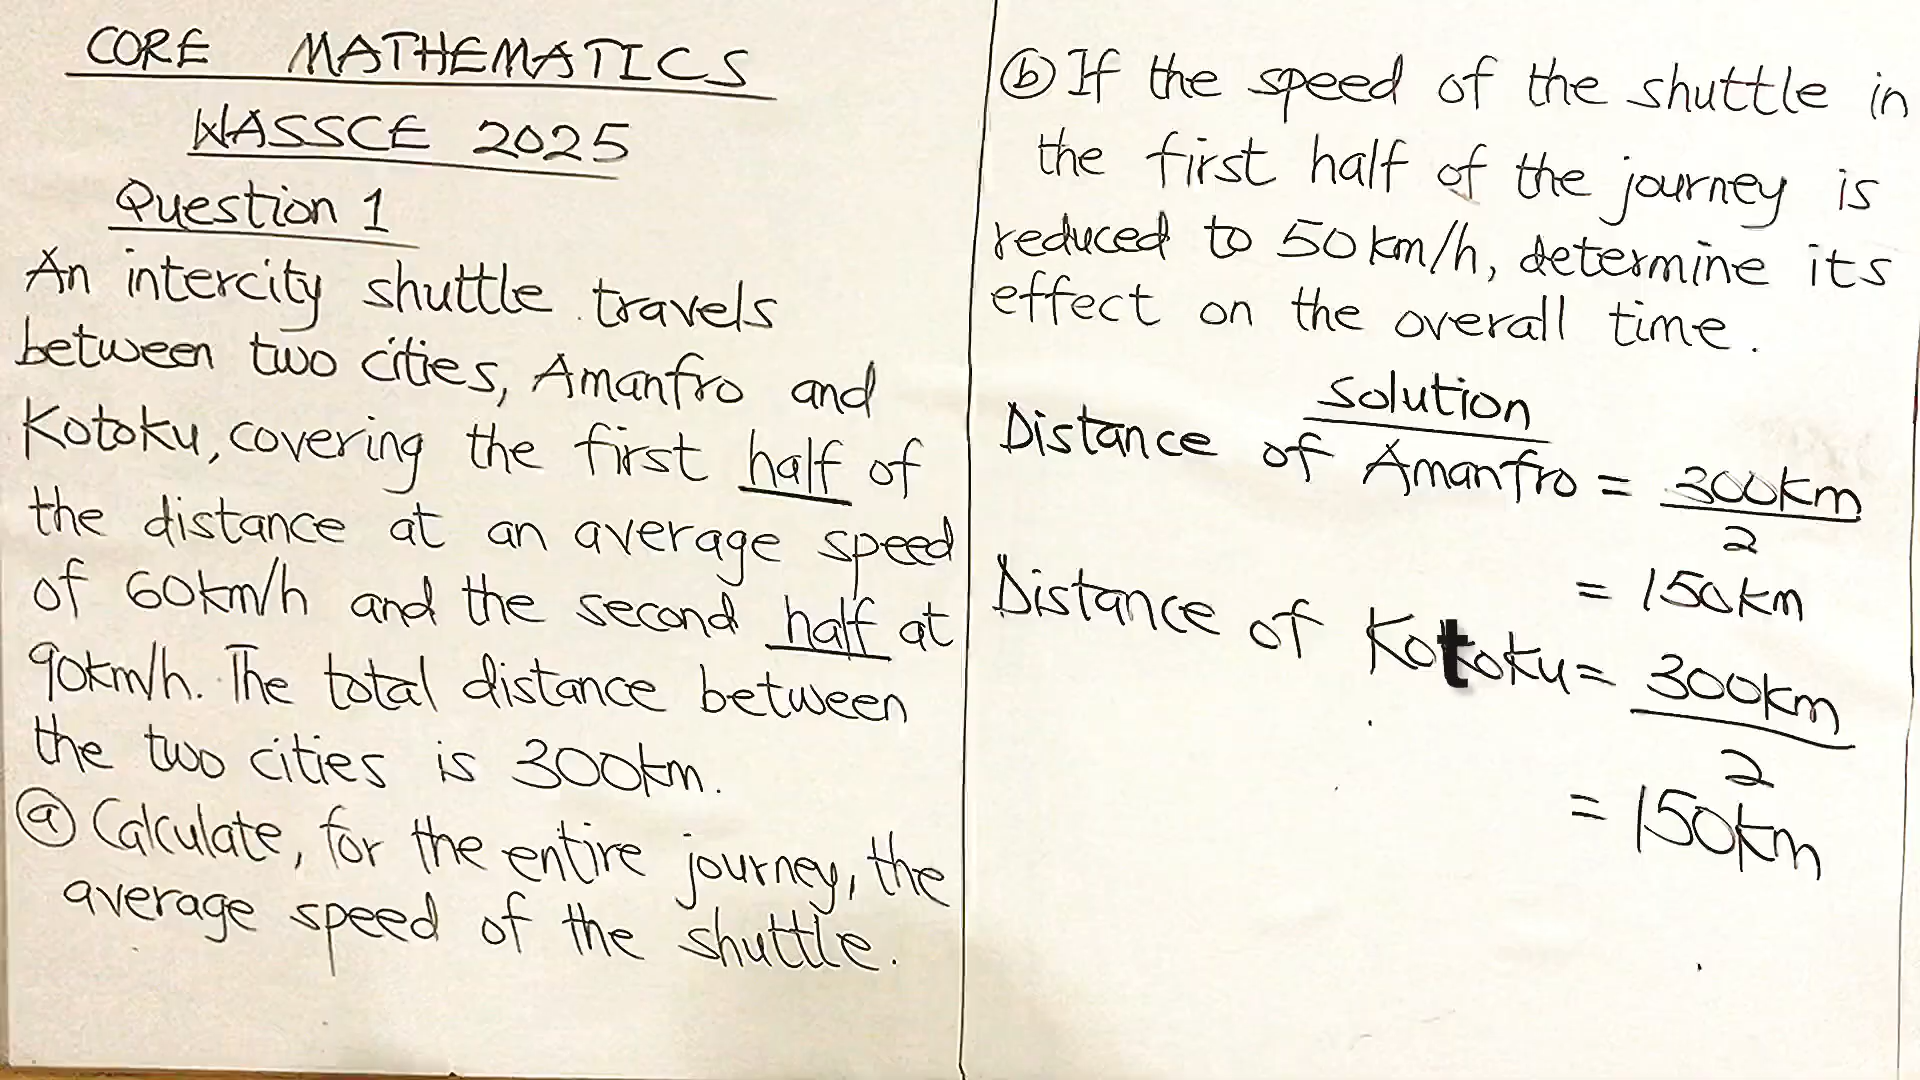 CORE MATHEMATICS
WASSCE 2025
Question 1
An intercity shuttle travels
between two cities, Amanfro and
Kotoku, covering the first half of
the distance at an average speed
of 60km/h and the second half at
90km/h. The total distance between
the two cities is 300km.
ⓐ Calculate, for the entire journey, the
average speed of the shuttle.
ⓑ If the speed of the shuttle in
the first half of the journey is
reduced to 50km/h, determine its
effect on the overall time.
Solution
Distance of Amanfro = 300km
2
= 150km
Distance of Kotoku = 300km
2
= 150km